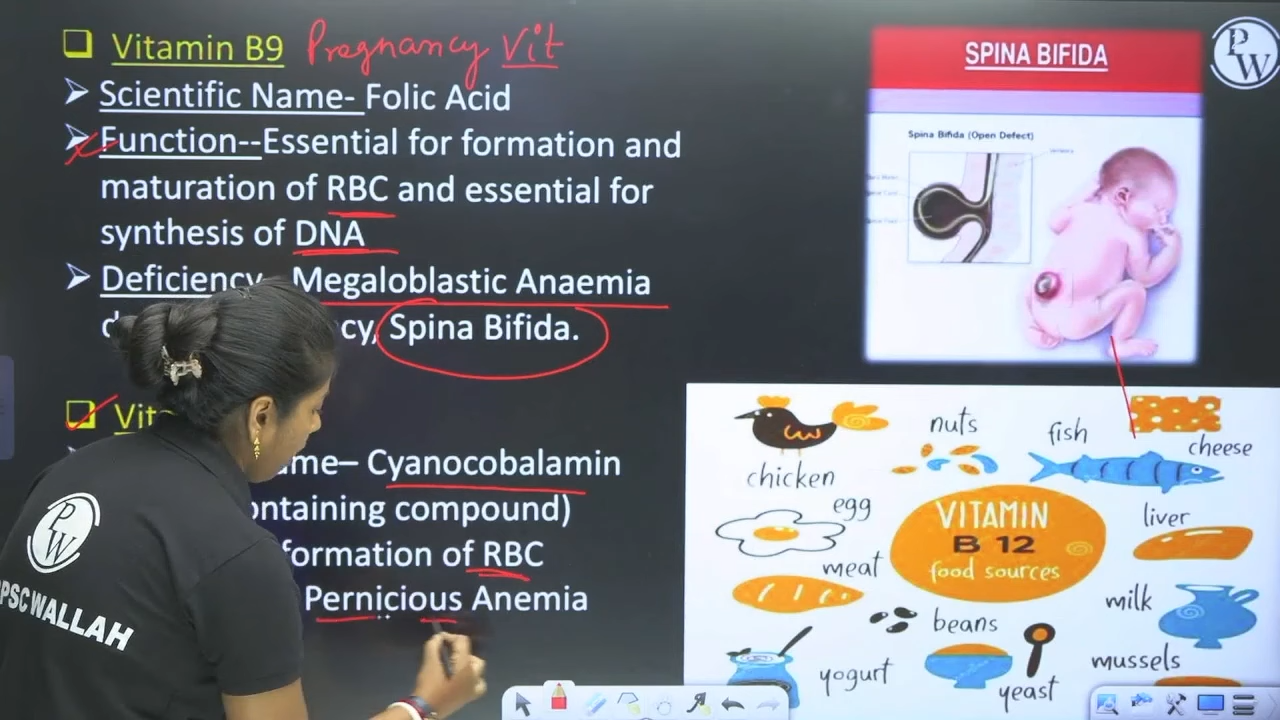 Vitamin B9 Pregnancy Vit
Scientific Name- Folic Acid
Function--Essential for formation and
maturation of RBC and essential for
synthesis of DNA
Deficiency Megaloblastic Anaemia
cy, Spina Bifida.
Vit
ame– Cyanocobalamin
ontaining compound)
formation of RBC
Pernicious Anemia
PW
PSC WALLAH
SPINA BIFIDA
PW
Spina Bifida (Open Defect)
chicken
nuts
fish
cheese
egg
VITAMIN
B 12
food sources
liver
meat
milk
beans
yogurt
yeast
mussels